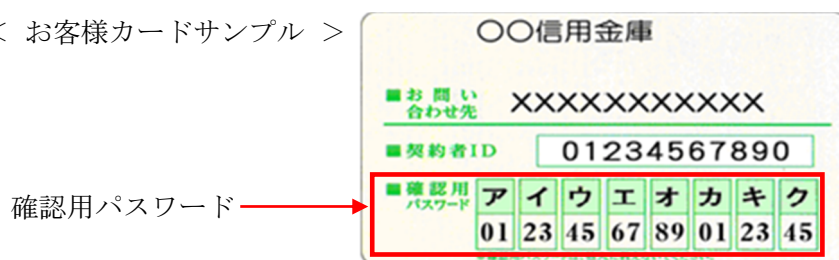 < お客様カードサンプル >
〇〇信用金庫
■お問い合わせ先 XXXXXXXXXXX
■契約者ID 01234567890
確認用パスワード
■確認用パスワード ア イ ウ エ オ カ キ ク
01 23 45 67 89 01 23 45